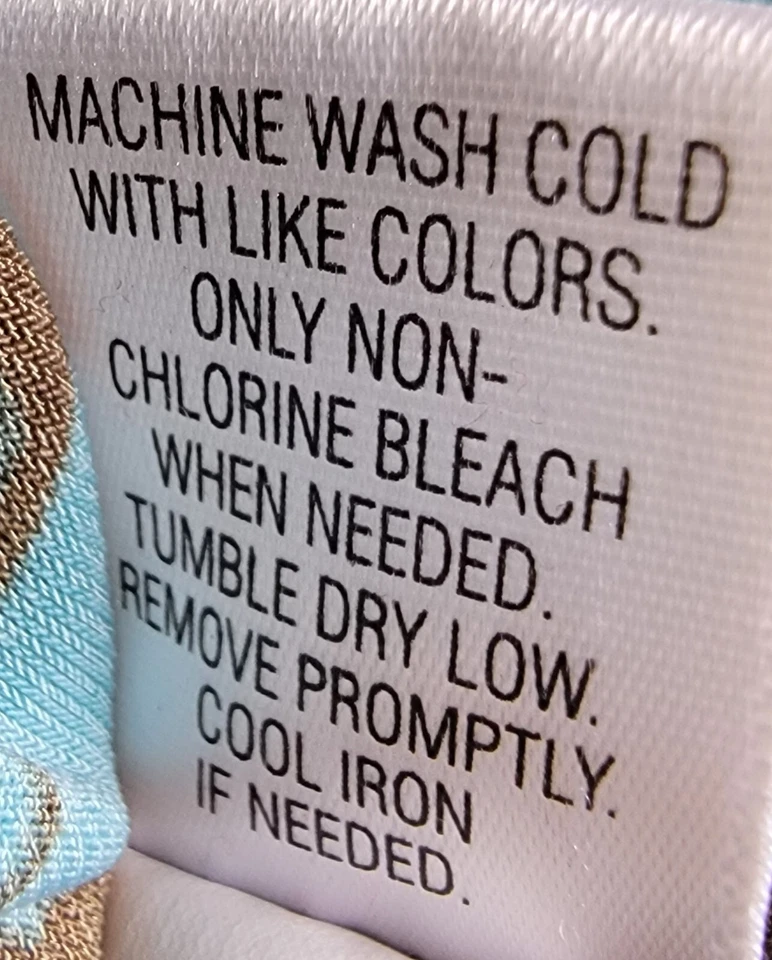 MACHINE WASH COLD
WITH LIKE COLORS.
ONLY NON-
CHLORINE BLEACH
WHEN NEEDED.
TUMBLE DRY LOW.
REMOVE PROMPTLY.
COOL IRON
IF NEEDED.